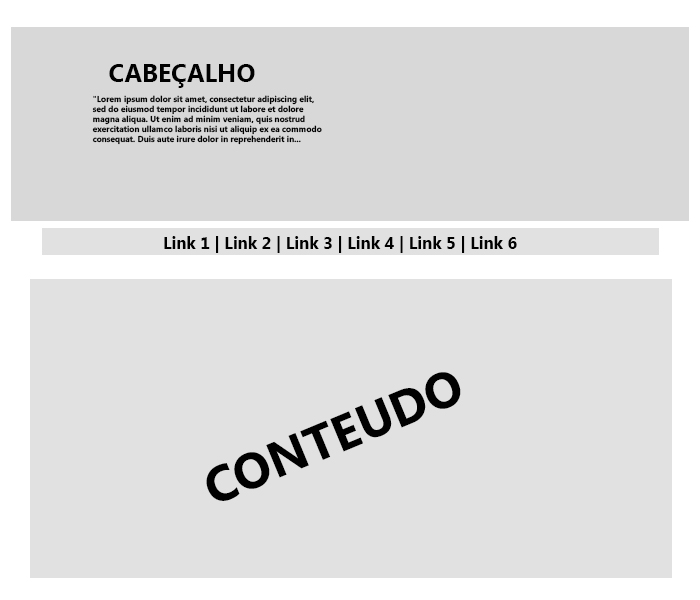 CABEÇALHO
"Lorem ipsum dolor sit amet, consectetur adipiscing elit,
sed do eiusmod tempor incididunt ut labore et dolore
magna aliqua. Ut enim ad minim veniam, quis nostrud
exercitation ullamco laboris nisi ut aliquip ex ea commodo
consequat. Duis aute irure dolor in reprehenderit in...
Link 1 | Link 2 | Link 3 | Link 4 | Link 5 | Link 6
CONTEUDO